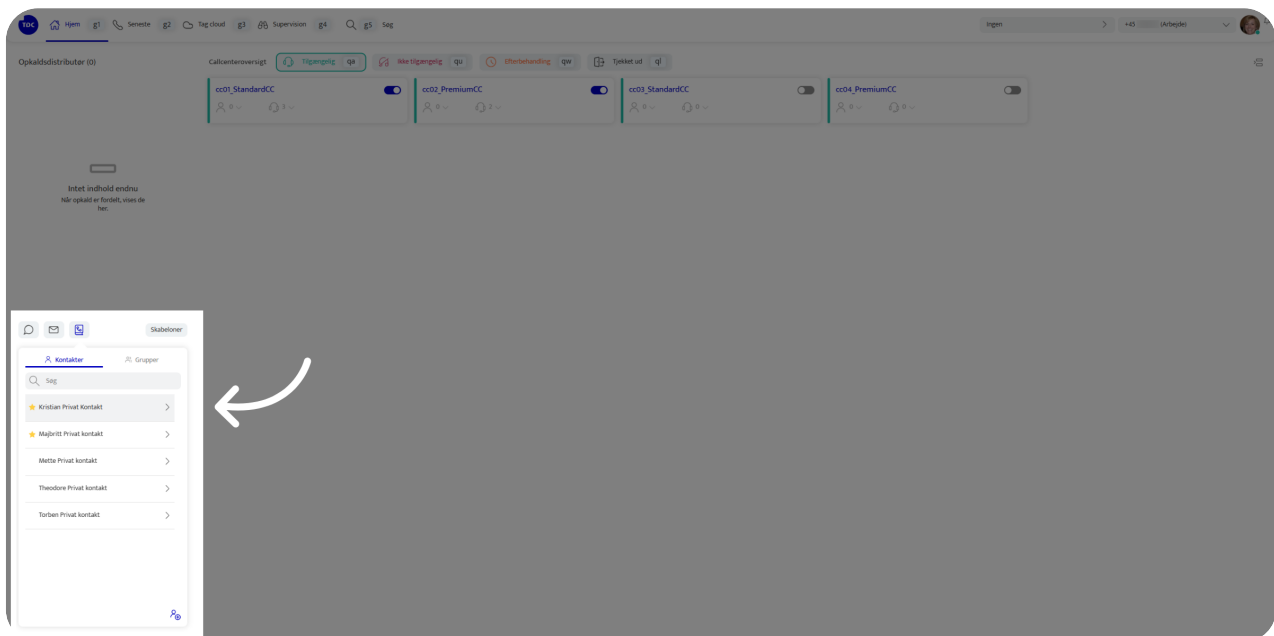 TDC Hjem g1 Seneste g2 Tag cloud g3 Supervision g4 g5 Søg Ingen +45 (Arbejde)
Opkaldsdistributør (0) Callcenteroversigt Tilgængelig qa Ikke tilgængelig qu Efterbehandling qw Tjekket ud ql
cc01_StandardCC cc02_PremiumCC cc03_StandardCC cc04_PremiumCC
0 3 0 2 0 0 0 0
Intet indhold endnu
Når opkald er fordelt, vises de
her.
Skabeloner
Kontakter Grupper
Søg
Kristian Privat Kontakt
Majbritt Privat kontakt
Mette Privat kontakt
Theodore Privat kontakt
Torben Privat kontakt